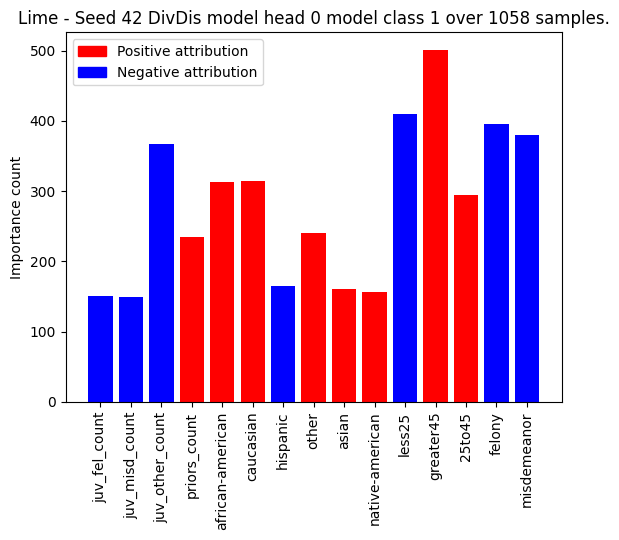 Lime - Seed 42 DivDis model head 0 model class 1 over 1058 samples.
Positive attribution
Negative attribution
Importance count
500
400
300
200
100
0
juv_fel_count
juv_misd_count
juv_other_count
priors_count
african-american
caucasian
hispanic
other
asian
native-american
less25
greater45
25to45
felony
misdemeanor